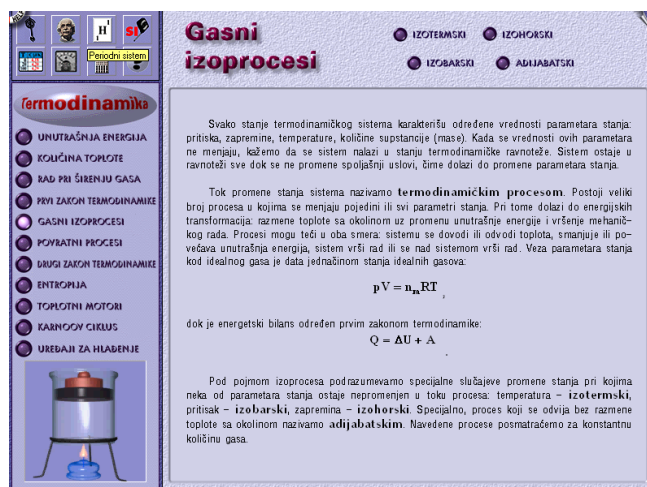 HELP
H
SI
Periodni sistem
Termodinamika
UNUTRAŠNJA ENERGIJA
KOLIČINA TOPLOTE
RAD PRI ŠIRENJU GASA
PRVI ZAKON TERMODINAMIKE
GASNI IZOPROCESI
POVRATNI PROCESI
DRUGI ZAKON TERMODINAMIKE
ENTROPIJA
TOPLOTNI MOTORI
KARNOOV CIKLUS
UREĐAJI ZA HLAĐENJE
Gasni
izoprocesi
IZOTERMSKI
IZOHORSKI
IZOBARSKI
ADIJABATSKI
Svako stanje termodinamičkog sistema karakterišu određene vrednosti parametara stanja:
pritiska, zapremine, temperature, količine supstancije (mase). Kada se vrednosti ovih parametara
ne menjaju, kažemo da se sistem nalazi u stanju termodinamičke ravnoteže. Sistem ostaje u
ravnoteži sve dok se ne promene spoljašnji uslovi, čime dolazi do promene parametara stanja.
Tok promene stanja sistema nazivamo termodinamičkim procesom. Postoji veliki
broj procesa u kojima se menjaju pojedini ili svi parametri stanja. Pri tome dolazi do energijskih
transformacija: razmene toplote sa okolinom uz promenu unutrašnje energije i vršenje mehanič-
kog rada. Procesi mogu teći u oba smera: sistemu se dovodi ili odvodi toplota, smanjuje ili po-
većava unutrašnja energija, sistem vrši rad ili se nad sistemom vrši rad. Veza parametara stanja
kod idealnog gasa je data jednačinom stanja idealnih gasova:
pV = nₘRT ,
dok je energetski bilans određen prvim zakonom termodinamike:
Q = ΔU + A
.
Pod pojmom izoprocesa podrazumevamo specijalne slučajeve promene stanja pri kojima
neka od parametara stanja ostaje nepromenjen u toku procesa: temperatura – izotermski,
pritisak – izobarski, zapremina – izohorski. Specijalno, proces koji se odvija bez razmene
toplote sa okolinom nazivamo adijabatskim. Navedene procese posmatraćemo za konstantnu
količinu gasa.